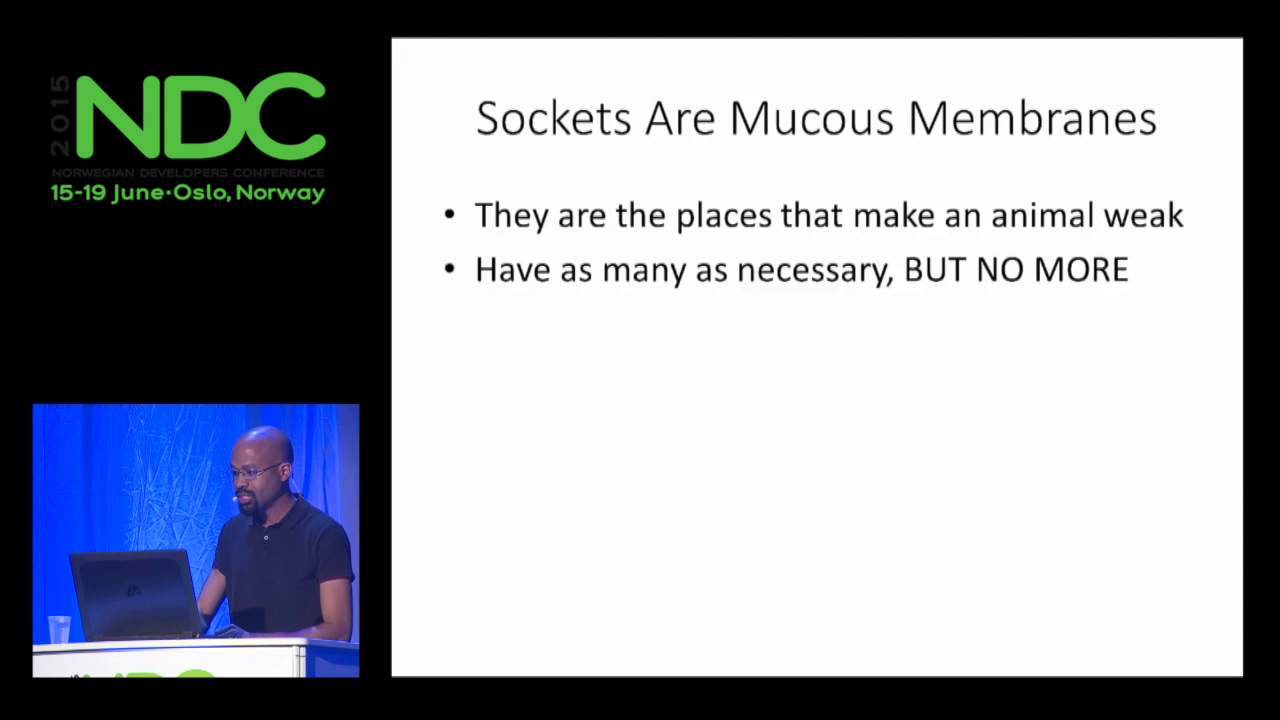 2015
NDC
NORWEGIAN DEVELOPERS CONFERENCE
15-19 June•Oslo, Norway
Sockets Are Mucous Membranes
• They are the places that make an animal weak
• Have as many as necessary, BUT NO MORE